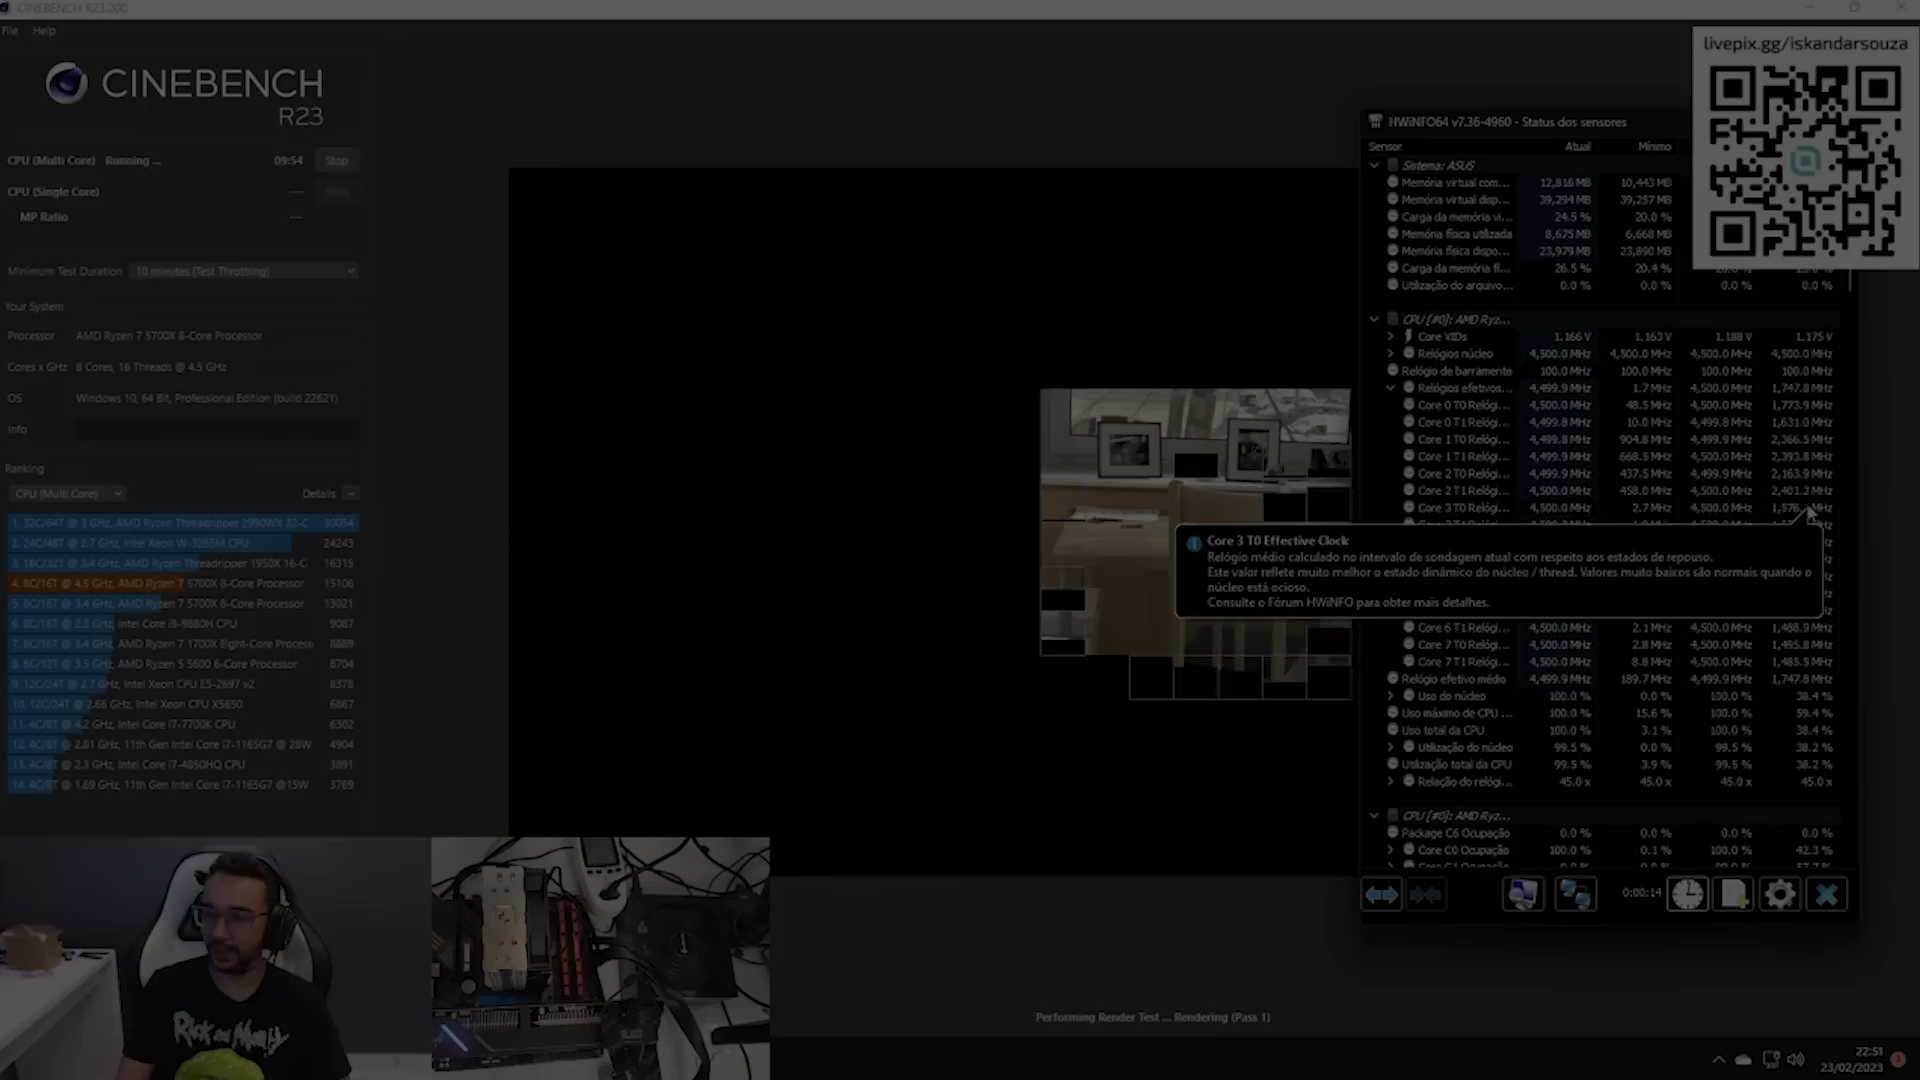 CINEBENCH R23.200
File Help
CINEBENCH
R23
CPU (Multi Core) Running ... 09:54 Stop
CPU (Single Core) ---
MP Ratio ---
Minimum Test Duration 10 minutes (Test Throttling)
Your System
Processor AMD Ryzen 7 5700X 8-Core Processor
Cores x GHz 8 Cores, 16 Threads @ 4.5 GHz
OS Windows 10, 64 Bit, Professional Edition (build 22621)
Info
Ranking
CPU (Multi Core) Details
1. 32C/64T @ 3 GHz, AMD Ryzen Threadripper 2990WX 32-C 30054
2. 24C/48T @ 2.7 GHz, Intel Xeon W-3265M CPU 24243
3. 16C/32T @ 3.4 GHz, AMD Ryzen Threadripper 1950X 16-C 16315
4. 8C/16T @ 4.5 GHz, AMD Ryzen 7 5700X 8-Core Processor 15106
5. 8C/16T @ 3.4 GHz, AMD Ryzen 7 5700X 8-Core Processor 13021
6. 8C/16T @ 2.3 GHz, Intel Core i9-9880H CPU 9087
7. 8C/16T @ 3.4 GHz, AMD Ryzen 7 1700X Eight-Core Process 8889
8. 6C/12T @ 3.5 GHz, AMD Ryzen 5 5600 6-Core Processor 8704
9. 12C/24T @ 2.7 GHz, Intel Xeon CPU E5-2697 v2 8378
10. 12C/24T @ 2.66 GHz, Intel Xeon CPU X5650 6867
11. 4C/8T @ 4.2 GHz, Intel Core i7-7700K CPU 6302
12. 4C/8T @ 2.81 GHz, 11th Gen Intel Core i7-1165G7 @ 28W 4904
13. 4C/8T @ 2.3 GHz, Intel Core i7-4850HQ CPU 3891
14. 4C/8T @ 1.69 GHz, 11th Gen Intel Core i7-1165G7 @15W 3769
livepix.gg/iskandarsouza
HWiNFO64 v7.36-4960 - Status dos sensores
Sensor Atual Mínimo
Sistema: ASUS
Memória virtual com... 12,816 MB 10,443 MB
Memória virtual disp... 39,294 MB 39,257 MB
Carga da memória vi... 24.5 % 20.0 %
Memória física utilizada 8,675 MB 6,668 MB
Memória física dispo... 23,979 MB 23,890 MB
Carga da memória fí... 26.5 % 20.4 %
Utilização do arquivo... 0.0 % 0.0 % 0.0 % 0.0 %
CPU [#0]: AMD Ryz...
Core VIDs 1.166 V 1.163 V 1.188 V 1.175 V
Relógios núcleo 4,500.0 MHz 4,500.0 MHz 4,500.0 MHz 4,500.0 MHz
Relógio de barramento 100.0 MHz 100.0 MHz 100.0 MHz 100.0 MHz
Relógios efetivos... 4,499.9 MHz 1.7 MHz 4,500.0 MHz 1,747.8 MHz
Core 0 T0 Relógi... 4,500.0 MHz 48.5 MHz 4,500.0 MHz 1,773.9 MHz
Core 0 T1 Relógi... 4,499.8 MHz 10.0 MHz 4,499.8 MHz 1,631.0 MHz
Core 1 T0 Relógi... 4,499.8 MHz 904.8 MHz 4,499.9 MHz 2,366.5 MHz
Core 1 T1 Relógi... 4,499.9 MHz 668.5 MHz 4,499.9 MHz 2,393.8 MHz
Core 2 T0 Relógi... 4,499.9 MHz 437.5 MHz 4,499.9 MHz 2,163.9 MHz
Core 2 T1 Relógi... 4,500.0 MHz 458.0 MHz 4,500.0 MHz 2,401.2 MHz
Core 3 T0 Relógi... 4,500.0 MHz 2.7 MHz 4,500.0 MHz MHz
Core 3 T0 Effective Clock
Relógio médio calculado no intervalo de sondagem atual com respeito aos estados de repouso.
Este valor reflete muito melhor o estado dinâmico do núcleo / thread. Valores muito baixos são normais quando o
núcleo está ocioso.
Consulte o Fórum HWiNFO para obter mais detalhes.
Core 6 T1 Relógi... 4,500.0 MHz 2.1 MHz 4,500.0 MHz 1,488.9 MHz
Core 7 T0 Relógi... 4,500.0 MHz 2.8 MHz 4,500.0 MHz 1,495.8 MHz
Core 7 T1 Relógi... 4,500.0 MHz 8.8 MHz 4,500.0 MHz 1,485.5 MHz
Relógio efetivo médio 4,499.9 MHz 189.7 MHz 4,499.9 MHz 1,747.8 MHz
Uso do núcleo 100.0 % 0.0 % 100.0 % 38.4 %
Uso máximo de CPU ... 100.0 % 15.6 % 100.0 % 59.4 %
Uso total da CPU 100.0 % 3.1 % 100.0 % 38.4 %
Utilização do núcleo 99.5 % 0.0 % 99.5 % 38.2 %
Utilização total da CPU 99.5 % 3.9 % 99.5 % 38.2 %
Relação do relógi... 45.0 x 45.0 x 45.0 x 45.0 x
CPU [#0]: AMD Ryz...
Package C6 Ocupação 0.0 % 0.0 % 0.0 % 0.0 %
Core C0 Ocupação 100.0 % 0.1 % 100.0 % 42.3 %
0:00:14
Rick and Morty
Performing Render Test ... Rendering (Pass 1)
22:51
23/02/2023